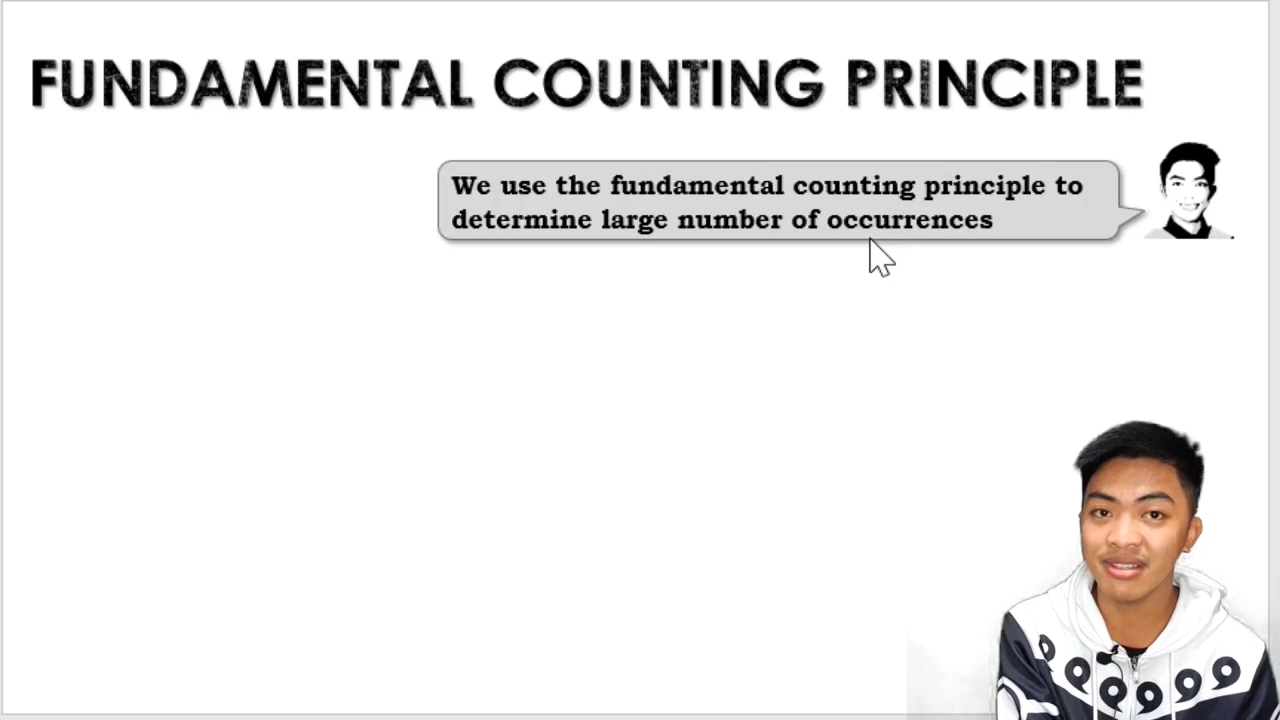 FUNDAMENTAL COUNTING PRINCIPLE
We use the fundamental counting principle to
determine large number of occurrences